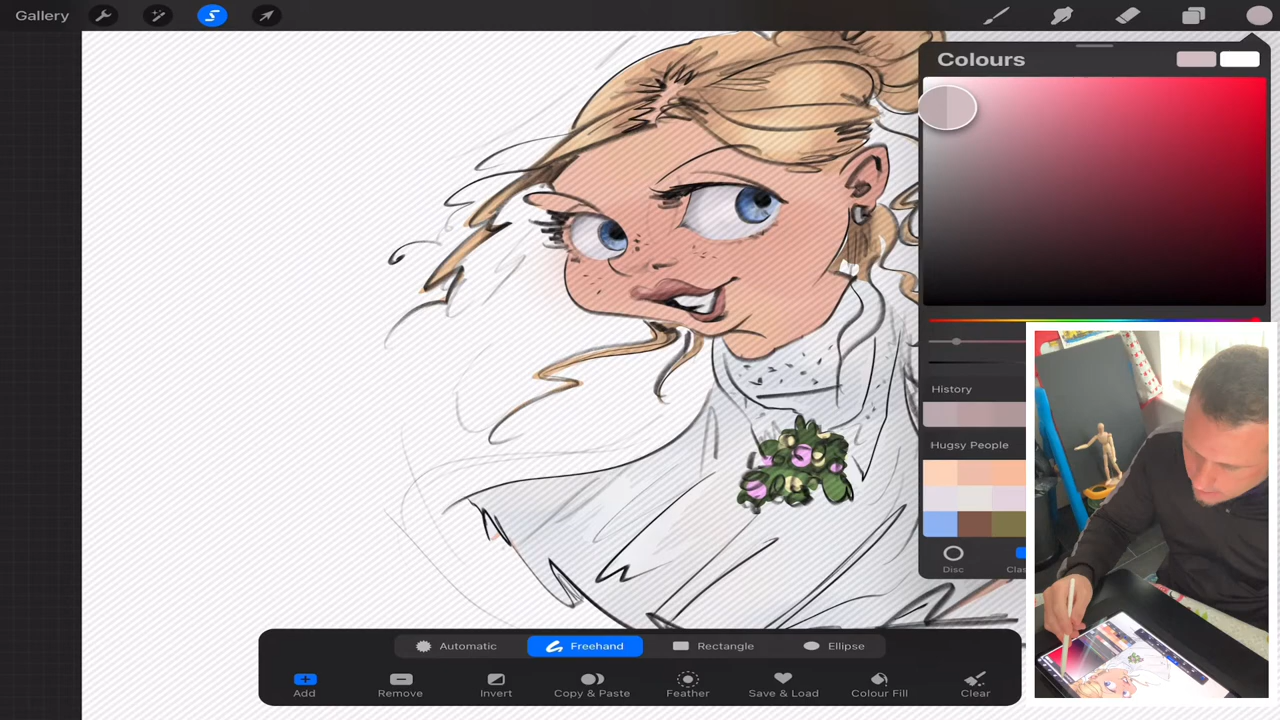 Gallery
Colours
History
Hugsy People
Disc
Clas
Automatic
Freehand
Rectangle
Ellipse
Add
Remove
Invert
Copy & Paste
Feather
Save & Load
Colour Fill
Clear